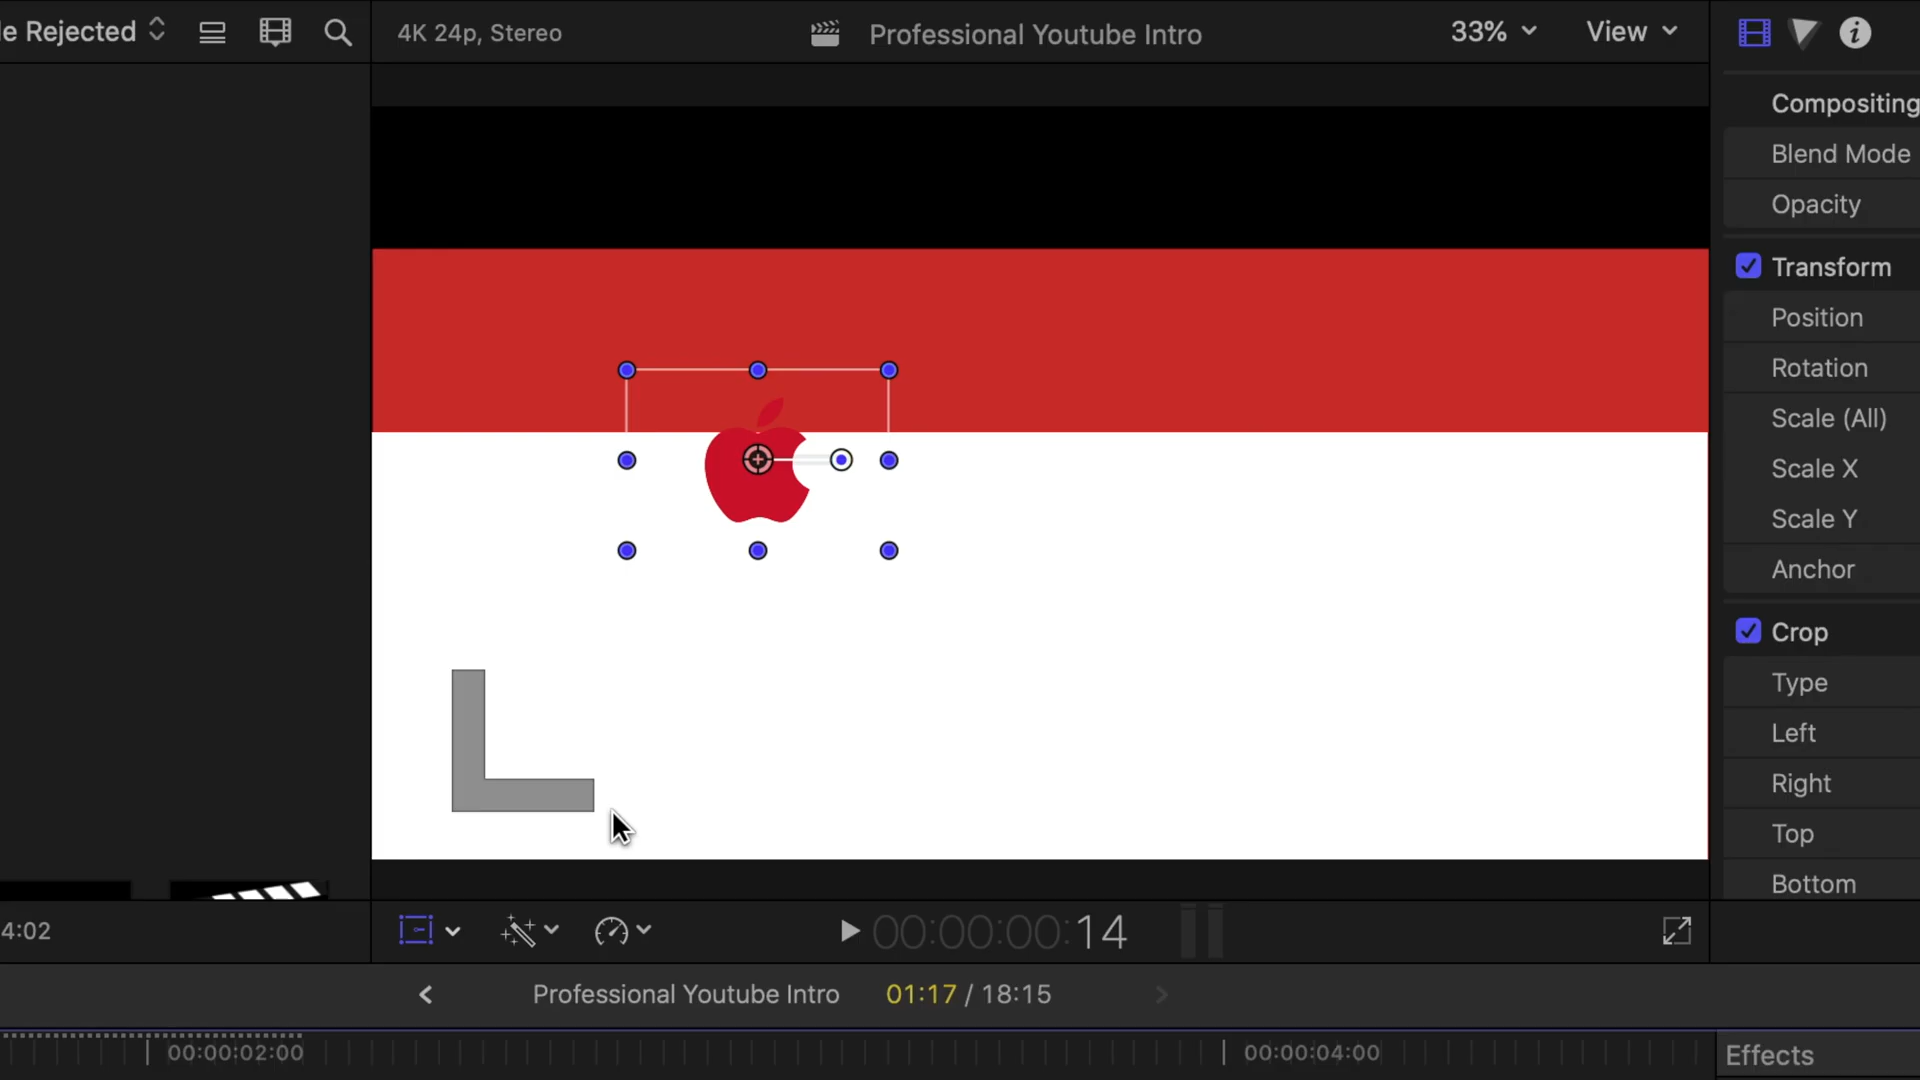 e Rejected
4K 24p, Stereo
Professional Youtube Intro
33%
View
Compositing
Blend Mode
Opacity
Transform
Position
Rotation
Scale (All)
Scale X
Scale Y
Anchor
Crop
Type
Left
Right
Top
Bottom
4:02
00:00:00:14
Professional Youtube Intro
01:17 / 18:15
00:00:02:00
00:00:04:00
Effects